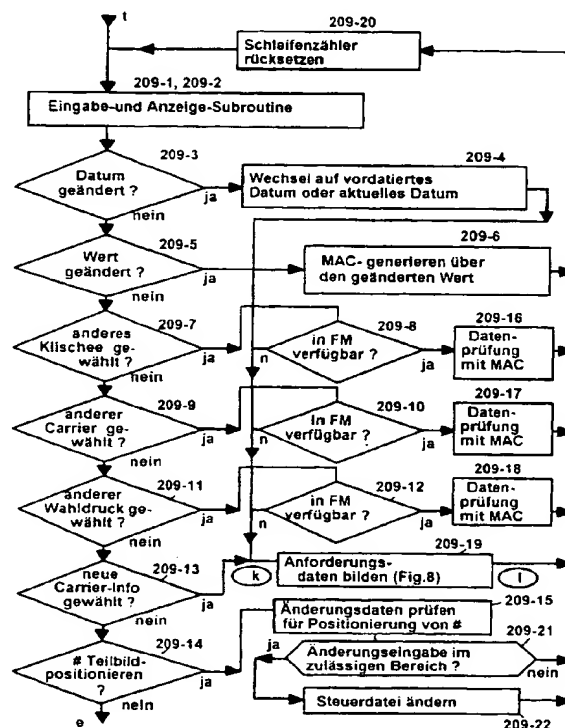 t
209-20
Schleifenzähler
rücksetzen
209-1, 209-2
Eingabe-und Anzeige-Subroutine
209-3
Datum
geändert ?
ja
nein
209-4
Wechsel auf vordatiertes
Datum oder aktuelles Datum
209-5
Wert
geändert ?
ja
nein
209-6
MAC- generieren über
den geänderten Wert
209-7
anderes
Klischee ge-
wählt ?
ja
nein
209-8
in FM
verfügbar ?
n
ja
209-16
Daten-
prüfung
mit MAC
209-9
anderer
Carrier ge-
wählt ?
ja
nein
209-10
In FM
verfügbar ?
n
ja
209-17
Daten-
prüfung
mit MAC
209-11
anderer
Wahldruck ge-
wählt ?
ja
nein
209-12
in FM
verfügbar ?
n
ja
209-18
Daten-
prüfung
mit MAC
209-13
neue
Carrier-Info
gewählt ?
ja
nein
k
209-19
Anforderungs-
daten bilden (Fig.8)
l
209-14
# Teilbild-
positionieren
?
ja
nein
e
209-15
Änderungsdaten prüfen
für Positionierung von #
209-21
Änderungseingabe im
zulässigen Bereich ?
ja
nein
Steuerdatei ändern
209-22